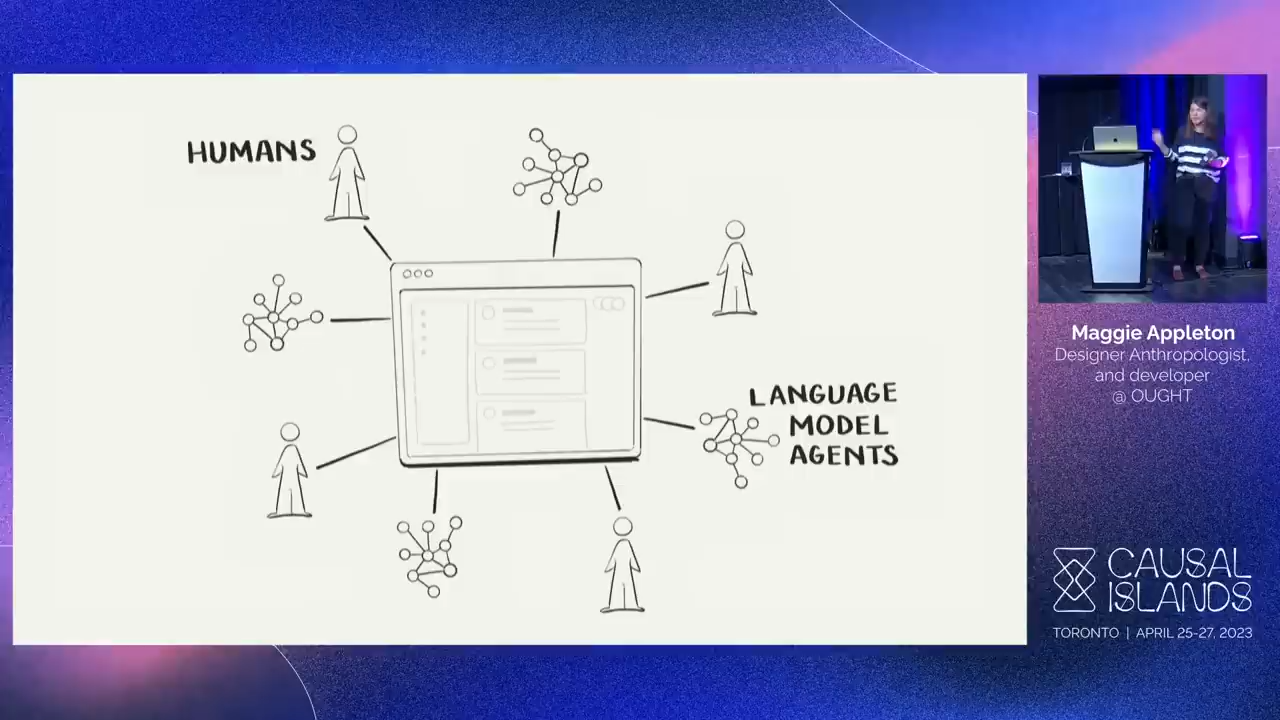 HUMANS
LANGUAGE
MODEL
AGENTS
Maggie Appleton
Designer Anthropologist,
and developer
@ OUGHT
CAUSAL
ISLANDS
TORONTO | APRIL 25-27, 2023